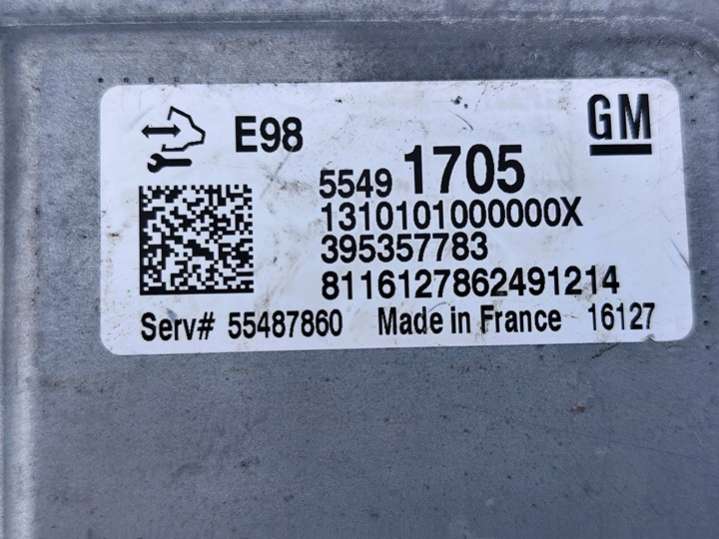 E98
GM
5549 1705
1310101000000X
395357783
8116127862491214
Serv# 55487860 Made in France 16127